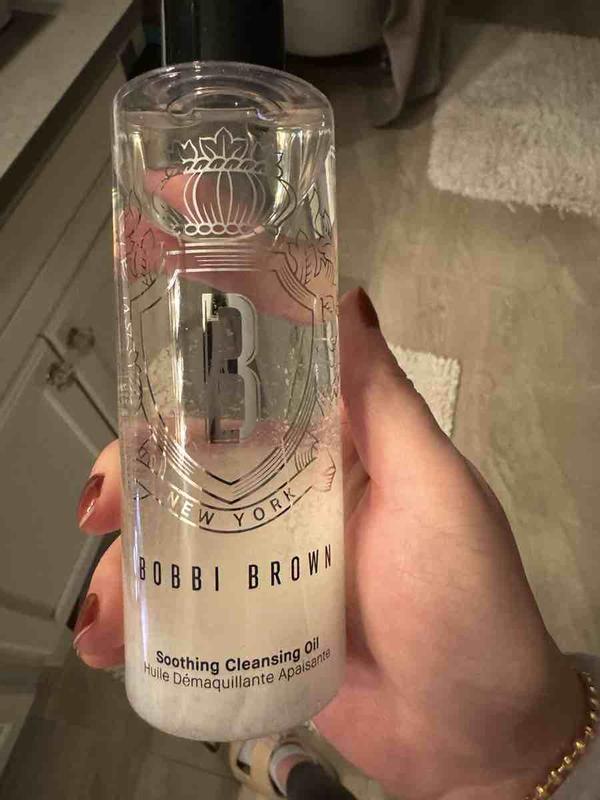 B
NEW YORK
BOBBI BROWN
Soothing Cleansing Oil
Huile Démaquillante Apaisante